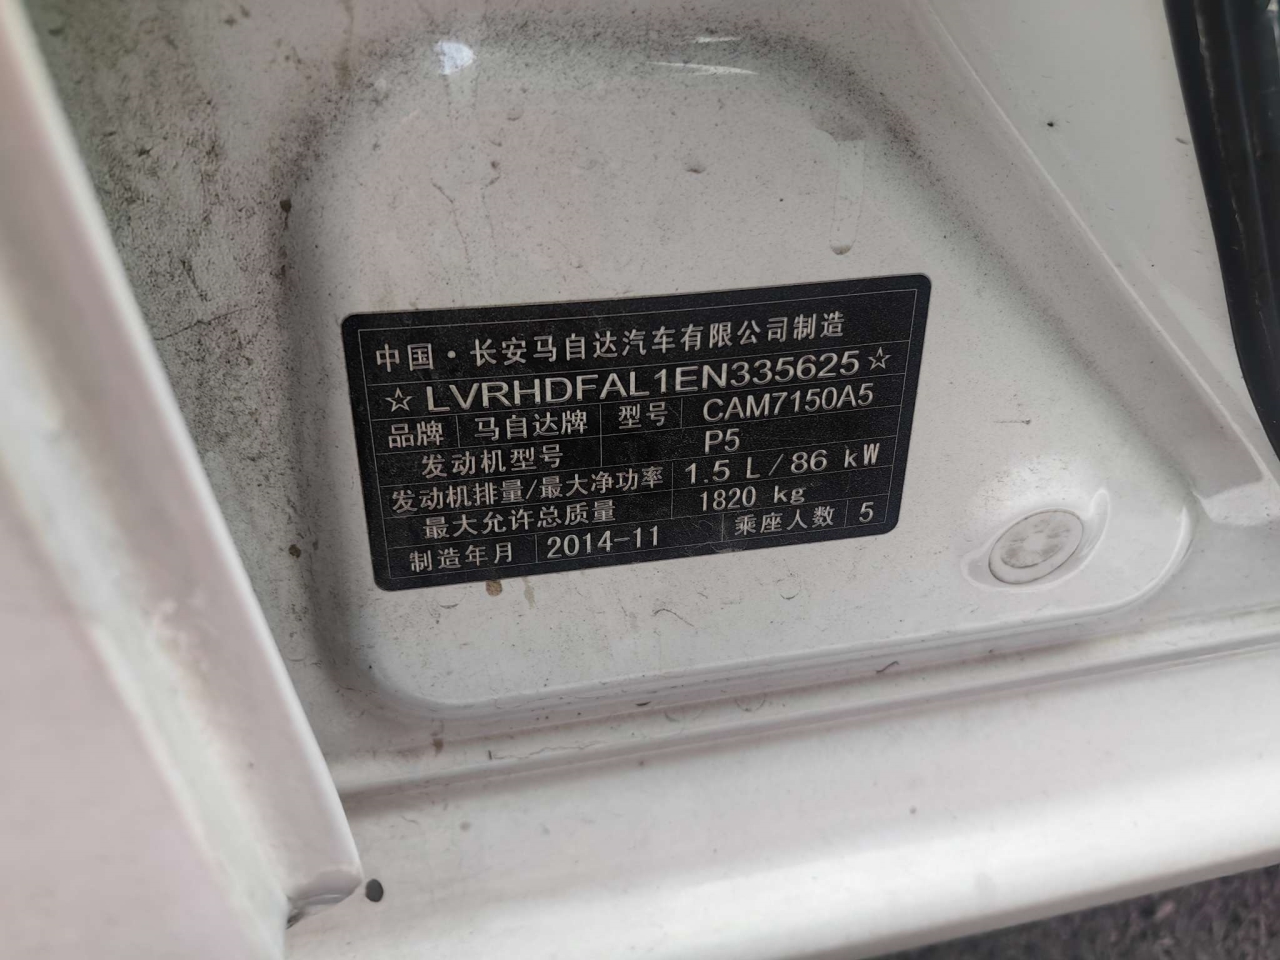 中国·长安马自达汽车有限公司制造
☆LVRHDFAL1EN335625☆
品牌 马自达牌 型号 CAM7150A5
发动机型号 P5
发动机排量/最大净功率 1.5 L/86 kW
最大允许总质量 1820 kg
制造年月 2014-11 乘座人数 5